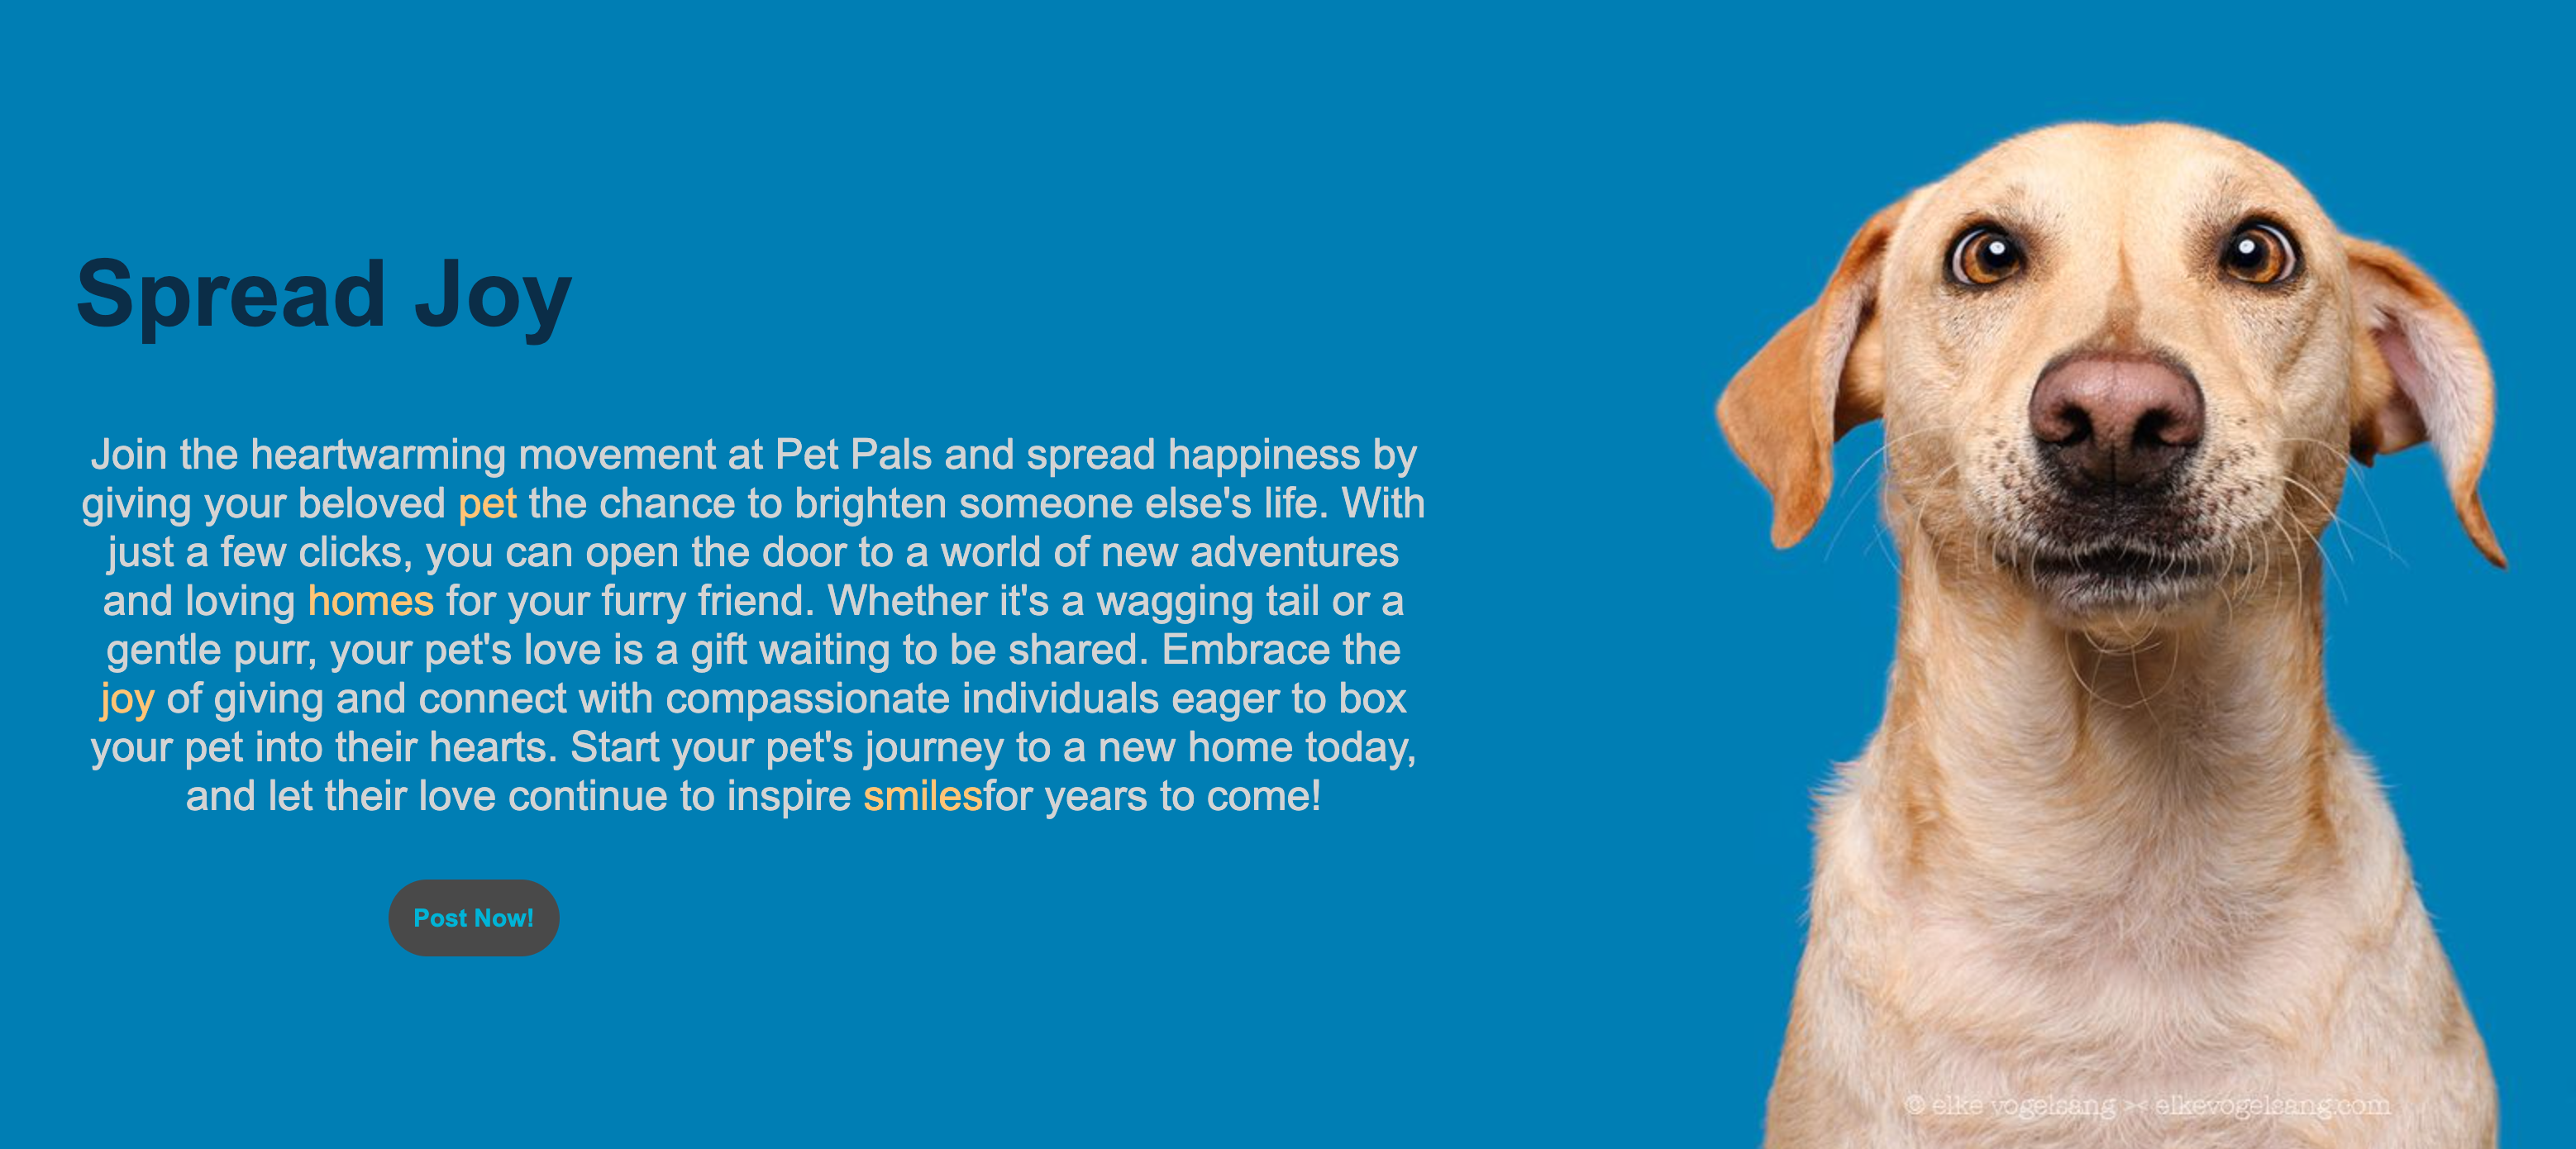 Spread Joy
Join the heartwarming movement at Pet Pals and spread happiness by
giving your beloved pet the chance to brighten someone else's life. With
just a few clicks, you can open the door to a world of new adventures
and loving homes for your furry friend. Whether it's a wagging tail or a
gentle purr, your pet's love is a gift waiting to be shared. Embrace the
joy of giving and connect with compassionate individuals eager to box
your pet into their hearts. Start your pet's journey to a new home today,
and let their love continue to inspire smilesfor years to come!
Post Now!
© elke vogelsang >< elkevogelsang.com